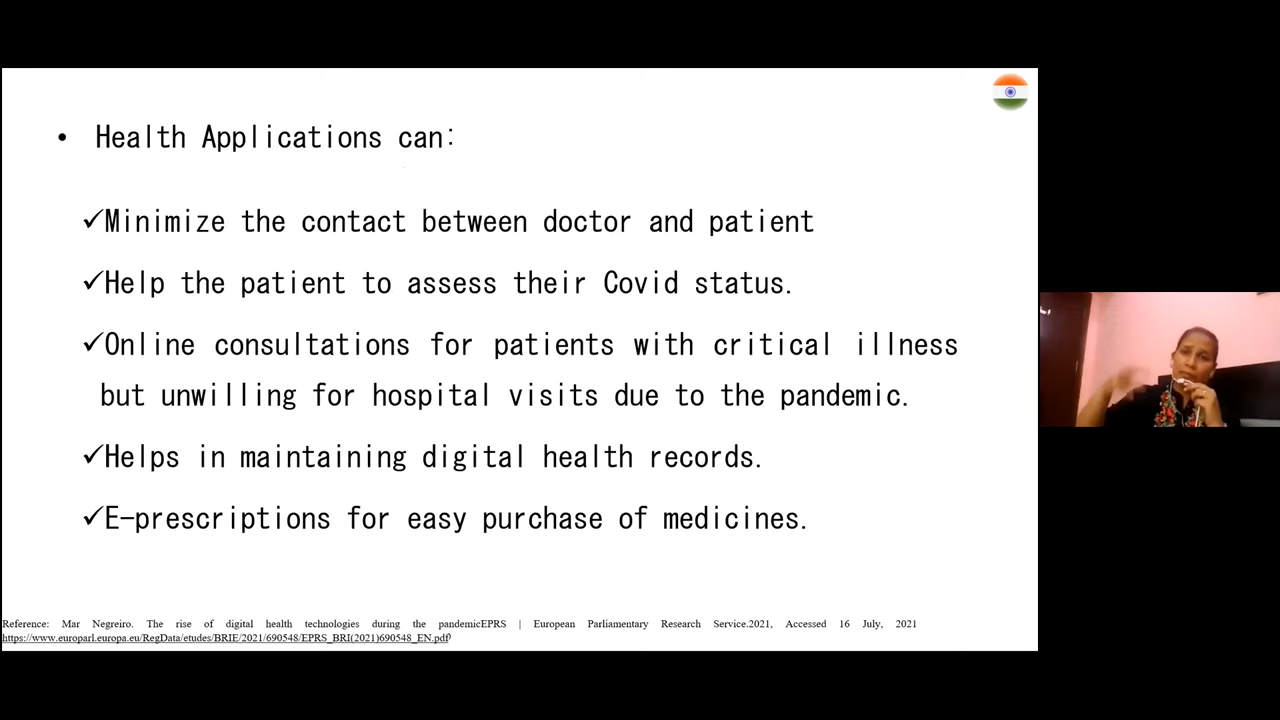 • Health Applications can:
✓Minimize the contact between doctor and patient
✓Help the patient to assess their Covid status.
✓Online consultations for patients with critical illness
but unwilling for hospital visits due to the pandemic.
✓Helps in maintaining digital health records.
✓E-prescriptions for easy purchase of medicines.
Reference: Mar Negreiro. The rise of digital health technologies during the pandemicEPRS | European Parliamentary Research Service.2021, Accessed 16 July, 2021
https://www.europarl.europa.eu/RegData/etudes/BRIE/2021/690548/EPRS_BRI(2021)690548_EN.pdf9